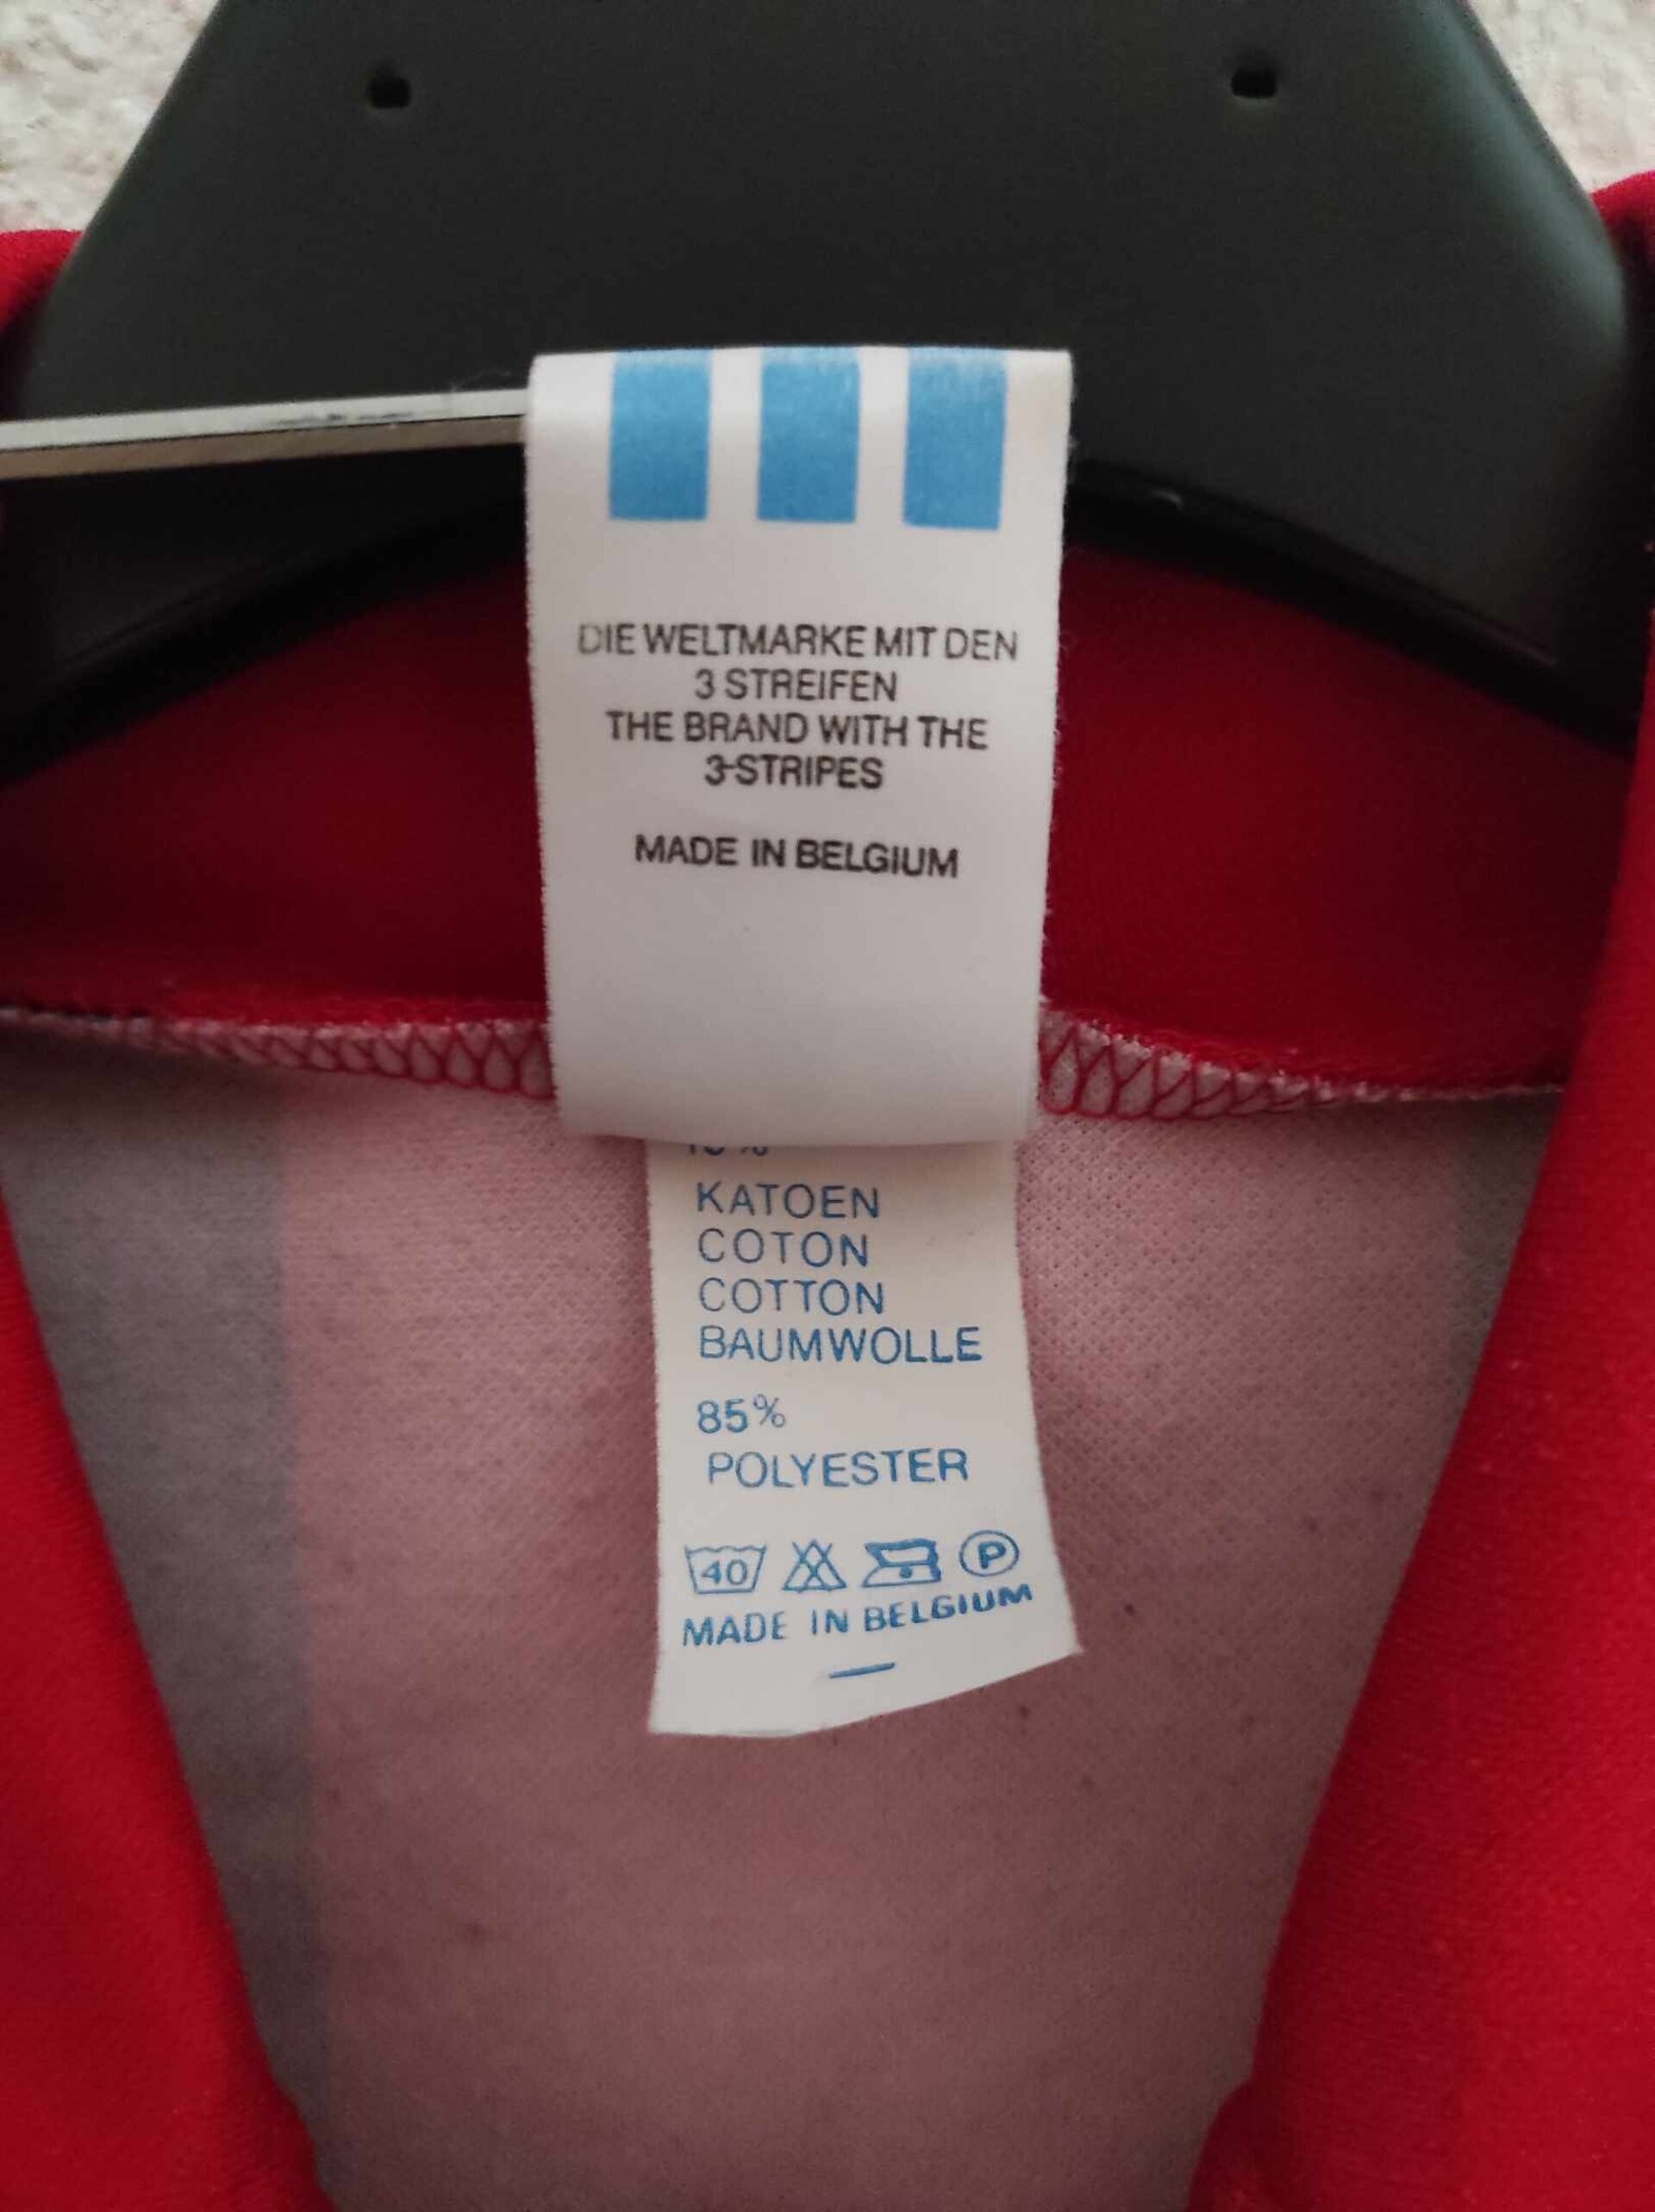 DIE WELTMARKE MIT DEN
3 STREIFEN
THE BRAND WITH THE
3-STRIPES
MADE IN BELGIUM
KATOEN
COTON
COTTON
BAUMWOLLE
85%
POLYESTER
40 P
MADE IN BELGIUM